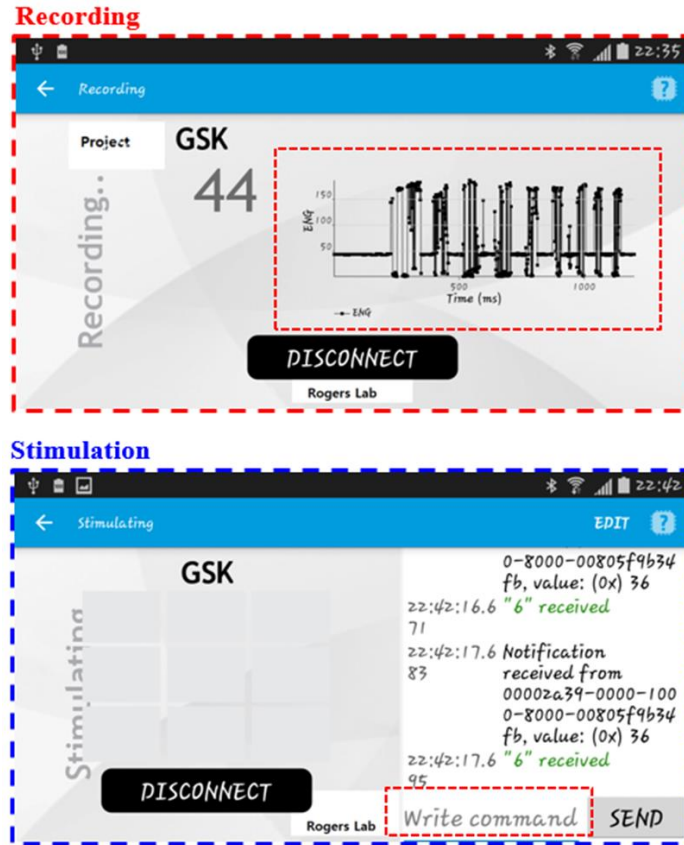 Recording
22:35
Recording
?
Project
GSK
44
Recording..
150
100
50
ENG
500
1000
Time (ms)
ENG
DISCONNECT
Rogers Lab
Stimulation
22:42
Stimulating
EDIT
?
GSK
Stimulating
0-8000-00805f9b34
fb, value: (0x) 36
22:42:16.6 "6" received
71
22:42:17.6 Notification
83 received from
00002a39-0000-100
0-8000-00805f9b34
fb, value: (0x) 36
22:42:17.6 "6" received
95
DISCONNECT
Write command
SEND
Rogers Lab